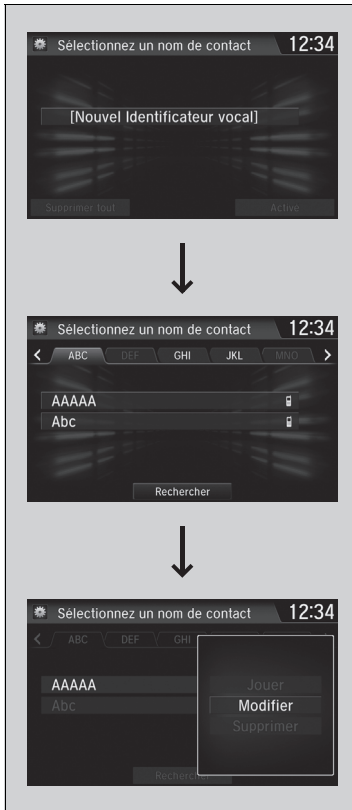 Sélectionnez un nom de contact 12:34
[Nouvel Identificateur vocal]
Supprimer tout Activé
Sélectionnez un nom de contact 12:34
< ABC DEF GHI JKL MNO >
AAAAA
Abc
Rechercher
Sélectionnez un nom de contact 12:34
< ABC DEF GHI
AAAAA
Abc
Jouer
Modifier
Supprimer
Rechercher